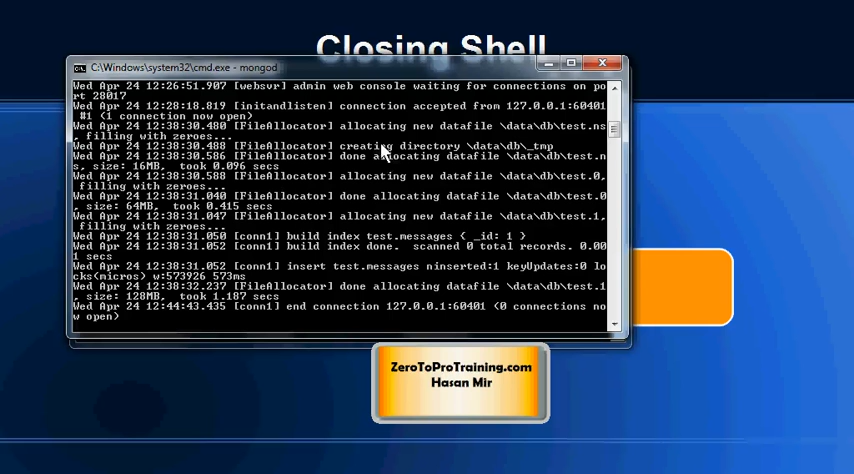 Closing Shell
C:\Windows\system32\cmd.exe - mongod
Wed Apr 24 12:26:51.907 [websvr] admin web console waiting for connections on po
rt 28017
Wed Apr 24 12:28:18.819 [initandlisten] connection accepted from 127.0.0.1:60401
#1 (1 connection now open)
Wed Apr 24 12:38:30.480 [FileAllocator] allocating new datafile \data\db\test.ns
, filling with zeroes...
Wed Apr 24 12:38:30.488 [FileAllocator] creating directory \data\db\_tmp
Wed Apr 24 12:38:30.586 [FileAllocator] done allocating datafile \data\db\test.n
s, size: 16MB,  took 0.096 secs
Wed Apr 24 12:38:30.588 [FileAllocator] allocating new datafile \data\db\test.0,
filling with zeroes...
Wed Apr 24 12:38:31.040 [FileAllocator] done allocating datafile \data\db\test.0
, size: 64MB,  took 0.415 secs
Wed Apr 24 12:38:31.047 [FileAllocator] allocating new datafile \data\db\test.1,
filling with zeroes...
Wed Apr 24 12:38:31.050 [conn1] build index test.messages { _id: 1 }
Wed Apr 24 12:38:31.052 [conn1] build index done.  scanned 0 total records. 0.00
1 secs
Wed Apr 24 12:38:31.052 [conn1] insert test.messages ninserted:1 keyUpdates:0 lo
cks(micros) w:573926 573ms
Wed Apr 24 12:38:32.237 [FileAllocator] done allocating datafile \data\db\test.1
, size: 128MB,  took 1.187 secs
Wed Apr 24 12:44:43.435 [conn1] end connection 127.0.0.1:60401 (0 connections no
w open)
ZeroToProTraining.com
Hasan Mir